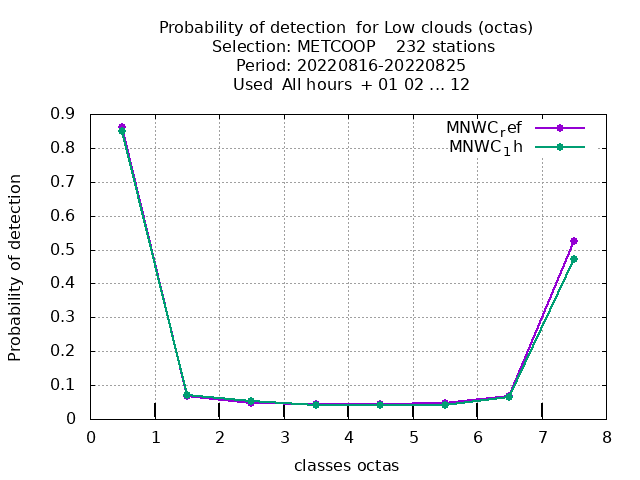 Probability of detection  for Low clouds (octas)
Selection: METCOOP    232 stations
Period: 20220816-20220825
Used  All hours  + 01 02 ... 12
MNWC_ref
MNWC_1h
0.9
0.8
0.7
0.6
0.5
0.4
0.3
0.2
0.1
0
Probability of detection
0 1 2 3 4 5 6 7 8
classes octas